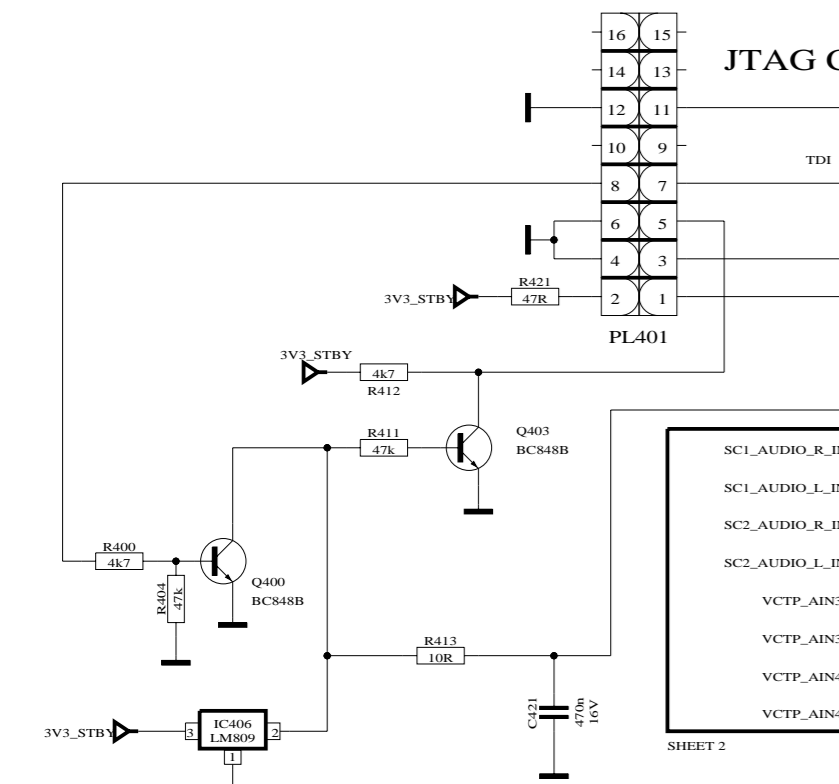 16 15
JTAG
14 13
12 11
10 9
TDI
8 7
6 5
4 3
R421
3V3_STBY 47R 2 1
PL401
3V3_STBY
4k7
R412
R411
47k
Q403
BC848B
SC1_AUDIO_R_I
SC1_AUDIO_L_I
SC2_AUDIO_R_I
SC2_AUDIO_L_I
R400
4k7
R404
47k
Q400
BC848B
VCTP_AIN3
VCTP_AIN3
VCTP_AIN4
VCTP_AIN4
R413
10R
C421
470n
16V
3V3_STBY
3
IC406
LM809
2
1
SHEET 2